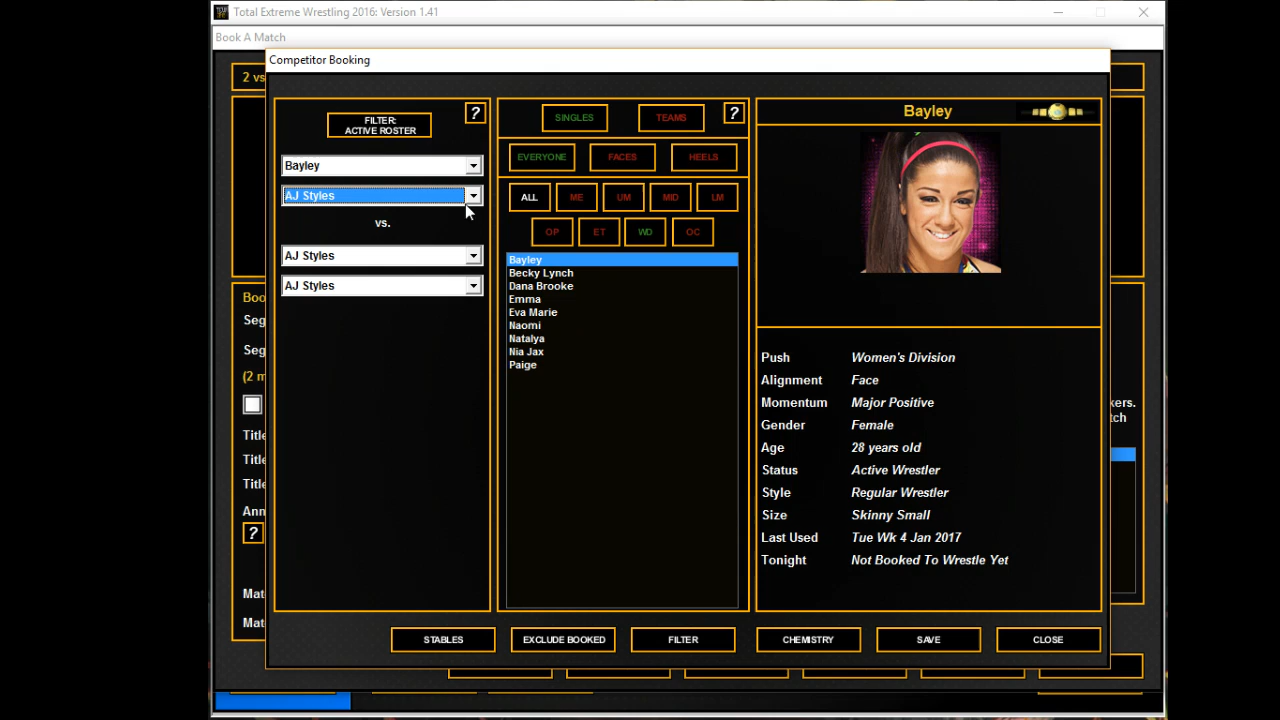 Total Extreme Wrestling 2016: Version 1.41
Book A Match
Competitor Booking
2 vs
FILTER:
ACTIVE ROSTER
?
Bayley
AJ Styles
vs.
AJ Styles
AJ Styles
SINGLES
TEAMS
?
EVERYONE
FACES
HEELS
ALL
ME
UM
MID
LM
OP
ET
WD
OC
Bayley
Becky Lynch
Dana Brooke
Emma
Eva Marie
Naomi
Natalya
Nia Jax
Paige
Bayley
Push Women's Division
Alignment Face
Momentum Major Positive
Gender Female
Age 28 years old
Status Active Wrestler
Style Regular Wrestler
Size Skinny Small
Last Used Tue Wk 4 Jan 2017
Tonight Not Booked To Wrestle Yet
Boo
Seg
Seg
(2 m
Title
Title
Title
Ann
?
Mat
Mat
kers.
tch
STABLES
EXCLUDE BOOKED
FILTER
CHEMISTRY
SAVE
CLOSE